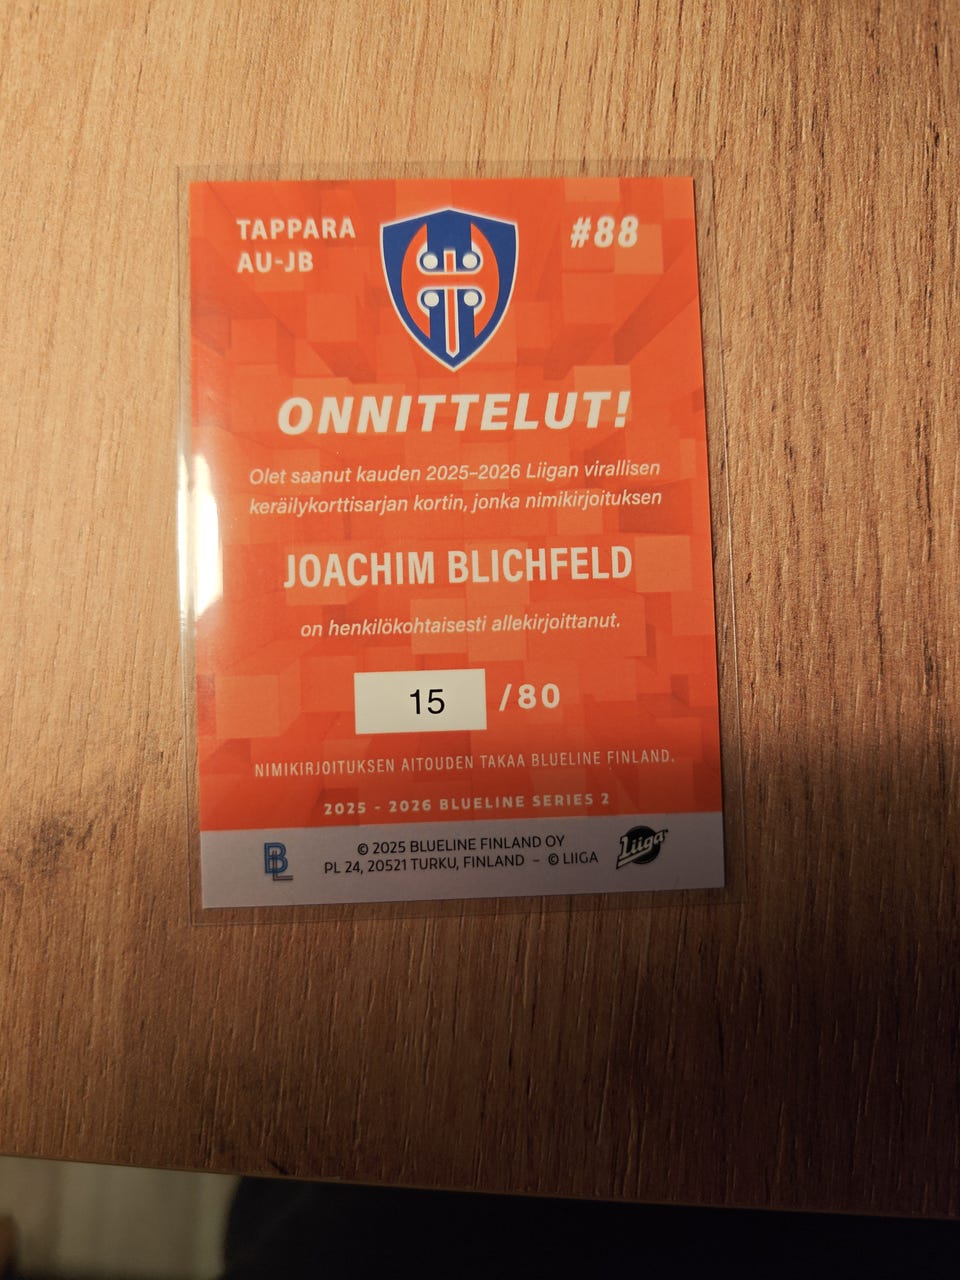 TAPPARA
AU-JB
#88
ONNITTELUT!
Olet saanut kauden 2025–2026 Liigan virallisen
keräilykorttisarjan kortin, jonka nimikirjoituksen
JOACHIM BLICHFELD
on henkilökohtaisesti allekirjoittanut.
15 /80
NIMIKIRJOITUKSEN AITOUDEN TAKAA BLUELINE FINLAND.
2025 - 2026 BLUELINE SERIES 2
BL
© 2025 BLUELINE FINLAND OY
PL 24, 20521 TURKU, FINLAND – © LIIGA
Liiga